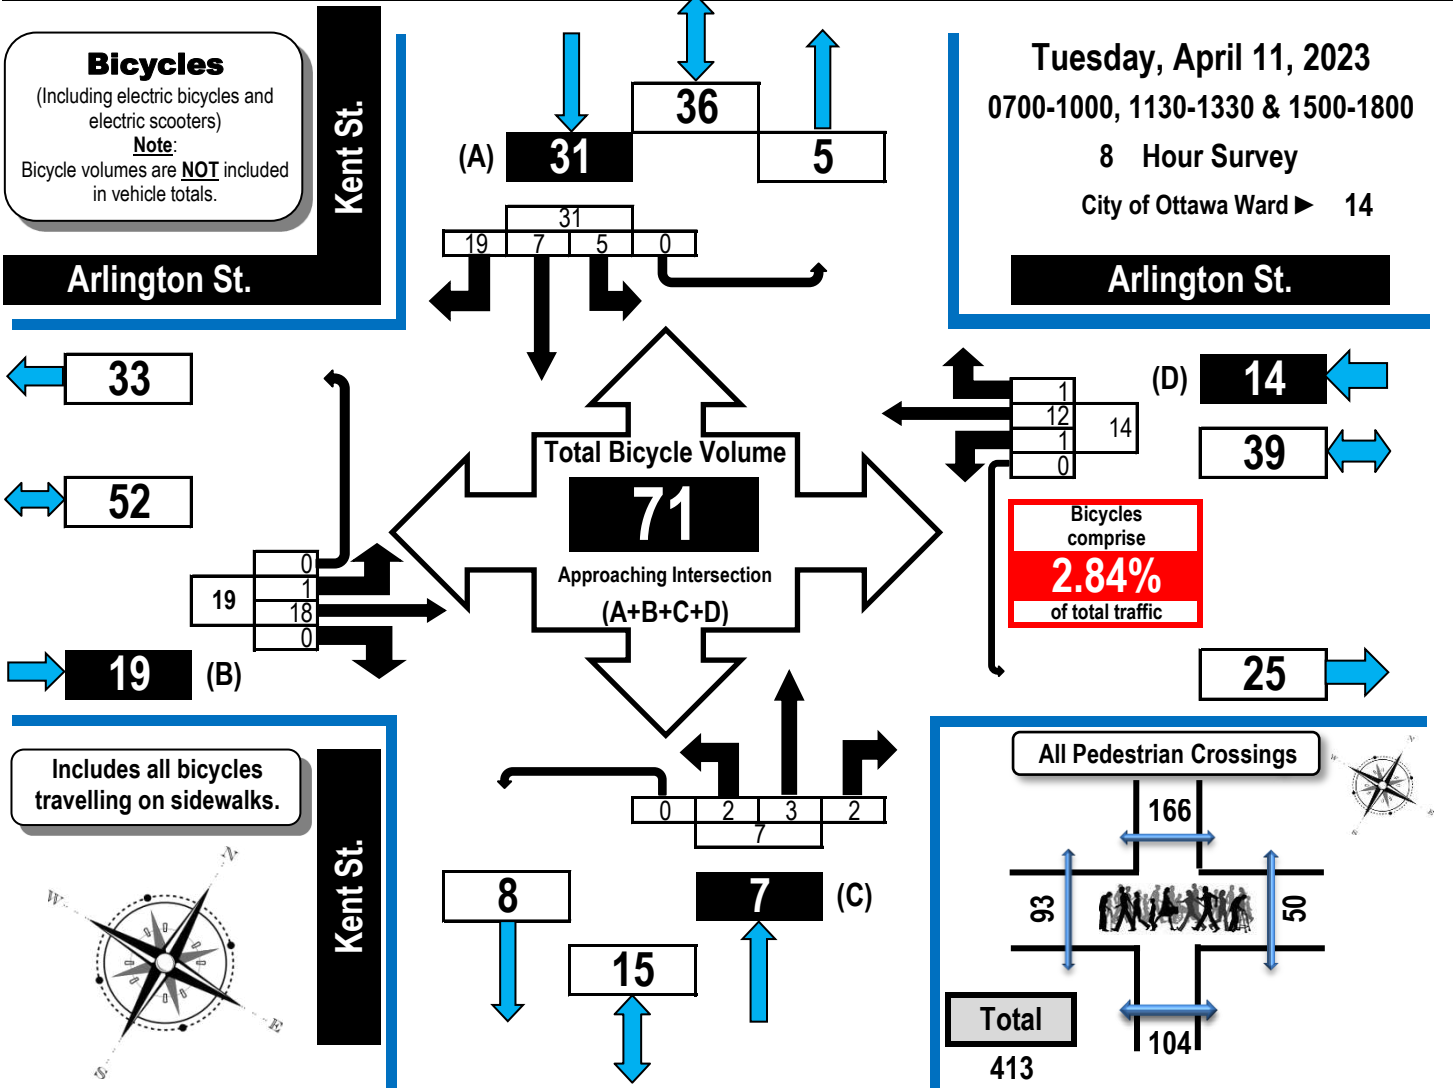 Bicycles
(Including electric bicycles and
electric scooters)
Note:
Bicycle volumes are NOT included
in vehicle totals.
Kent St.
Arlington St.
(A)
31
36
5
31
19 7 5 0
Tuesday, April 11, 2023
0700-1000, 1130-1330 & 1500-1800
8 Hour Survey
City of Ottawa Ward ► 14
Arlington St.
33
52
0
1
18
0
19
19 (B)
Total Bicycle Volume
71
Approaching Intersection
(A+B+C+D)
(D) 14
1
12
1
0
14
39
Bicycles
comprise
2.84%
of total traffic
25
Includes all bicycles
travelling on sidewalks.
Kent St.
N
W
E
S
0 2 3 2
7
8
7 (C)
15
All Pedestrian Crossings
N
W
E
S
166
93
50
104
Total
413